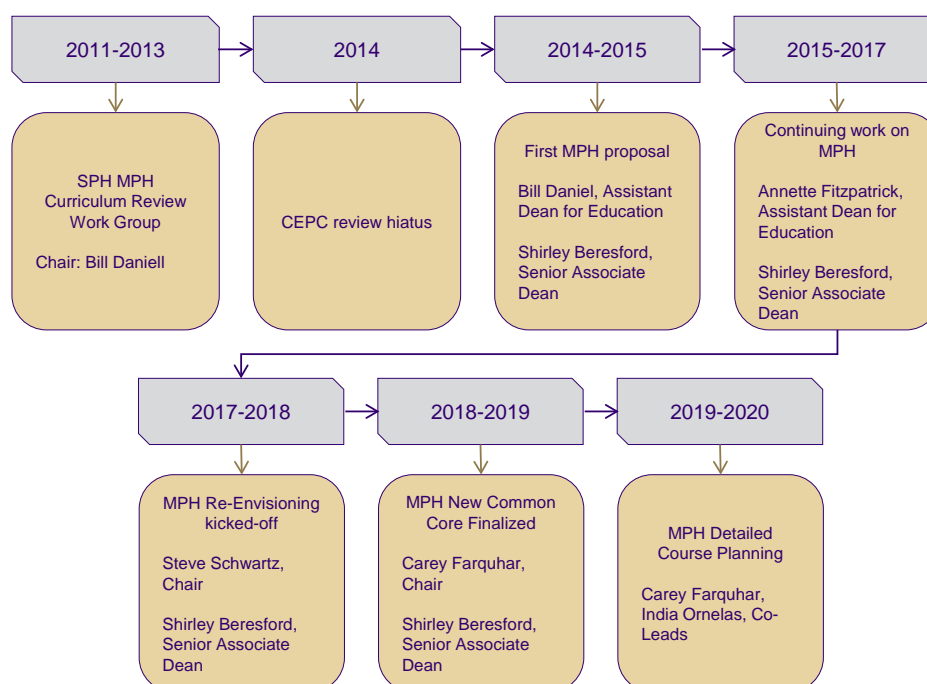 2011-2013
2014
2014-2015
2015-2017
SPH MPH
Curriculum Review
Work Group
Chair: Bill Daniell
CEPC review hiatus
First MPH proposal
Bill Daniel, Assistant
Dean for Education
Shirley Beresford,
Senior Associate
Dean
Continuing work on
MPH
Annette Fitzpatrick,
Assistant Dean for
Education
Shirley Beresford,
Senior Associate
Dean
2017-2018
2018-2019
2019-2020
MPH Re-Envisioning
kicked-off
Steve Schwartz,
Chair
Shirley Beresford,
Senior Associate
Dean
MPH New Common
Core Finalized
Carey Farquhar,
Chair
Shirley Beresford,
Senior Associate
Dean
MPH Detailed
Course Planning
Carey Farquhar,
India Ornelas, Co-
Leads